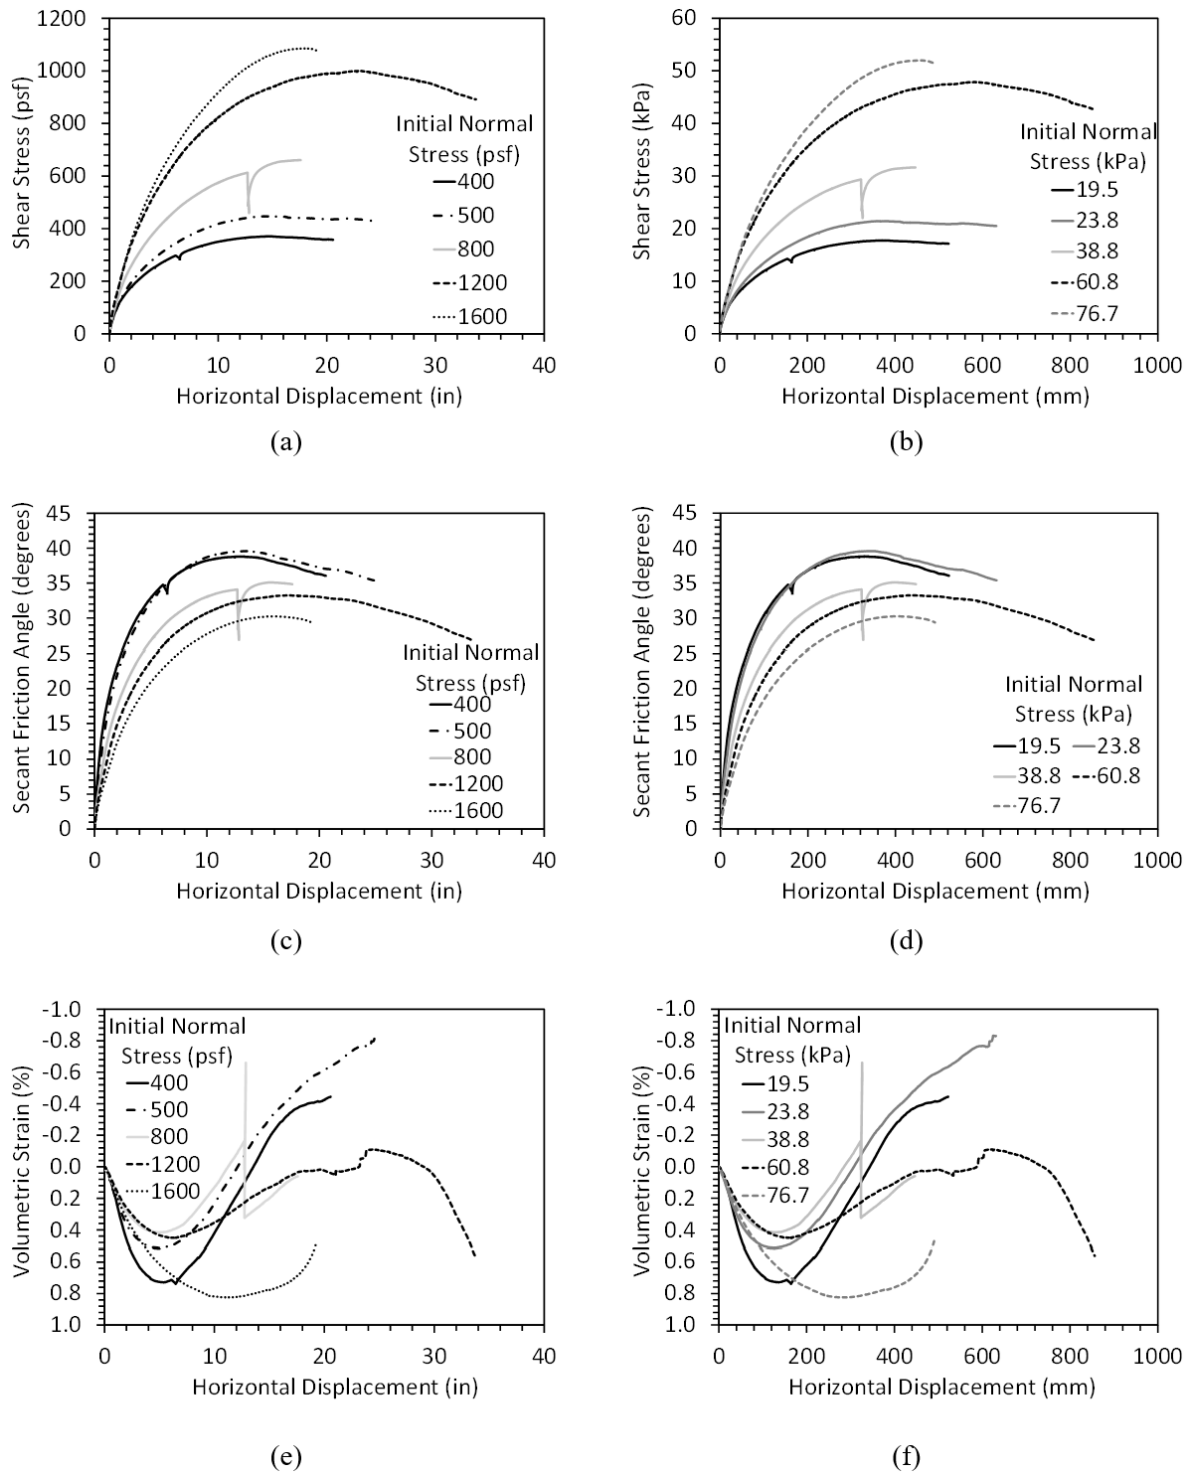 1200
1000
800
600
400
200
0
Shear Stress (psf)
Initial Normal
Stress (psf)
400
500
800
1200
1600
0 10 20 30 40
Horizontal Displacement (in)
(a)
60
50
40
30
20
10
0
Shear Stress (kPa)
Initial Normal
Stress (kPa)
19.5
23.8
38.8
60.8
76.7
0 200 400 600 800 1000
Horizontal Displacement (mm)
(b)
45
40
35
30
25
20
15
10
5
0
Secant Friction Angle (degrees)
Initial Normal
Stress (psf)
400
500
800
1200
1600
0 10 20 30 40
Horizontal Displacement (in)
(c)
45
40
35
30
25
20
15
10
5
0
Secant Friction Angle (degrees)
Initial Normal
Stress (kPa)
19.5 23.8
38.8 60.8
76.7
0 200 400 600 800 1000
Horizontal Displacement (mm)
(d)
-1.0
-0.8
-0.6
-0.4
-0.2
0.0
0.2
0.4
0.6
0.8
1.0
Volumetric Strain (%)
Initial Normal
Stress (psf)
400
500
800
1200
1600
0 10 20 30 40
Horizontal Displacement (in)
(e)
-1.0
-0.8
-0.6
-0.4
-0.2
0.0
0.2
0.4
0.6
0.8
1.0
Volumetric Strain (%)
Initial Normal
Stress (kPa)
19.5
23.8
38.8
60.8
76.7
0 200 400 600 800 1000
Horizontal Displacement (mm)
(f)